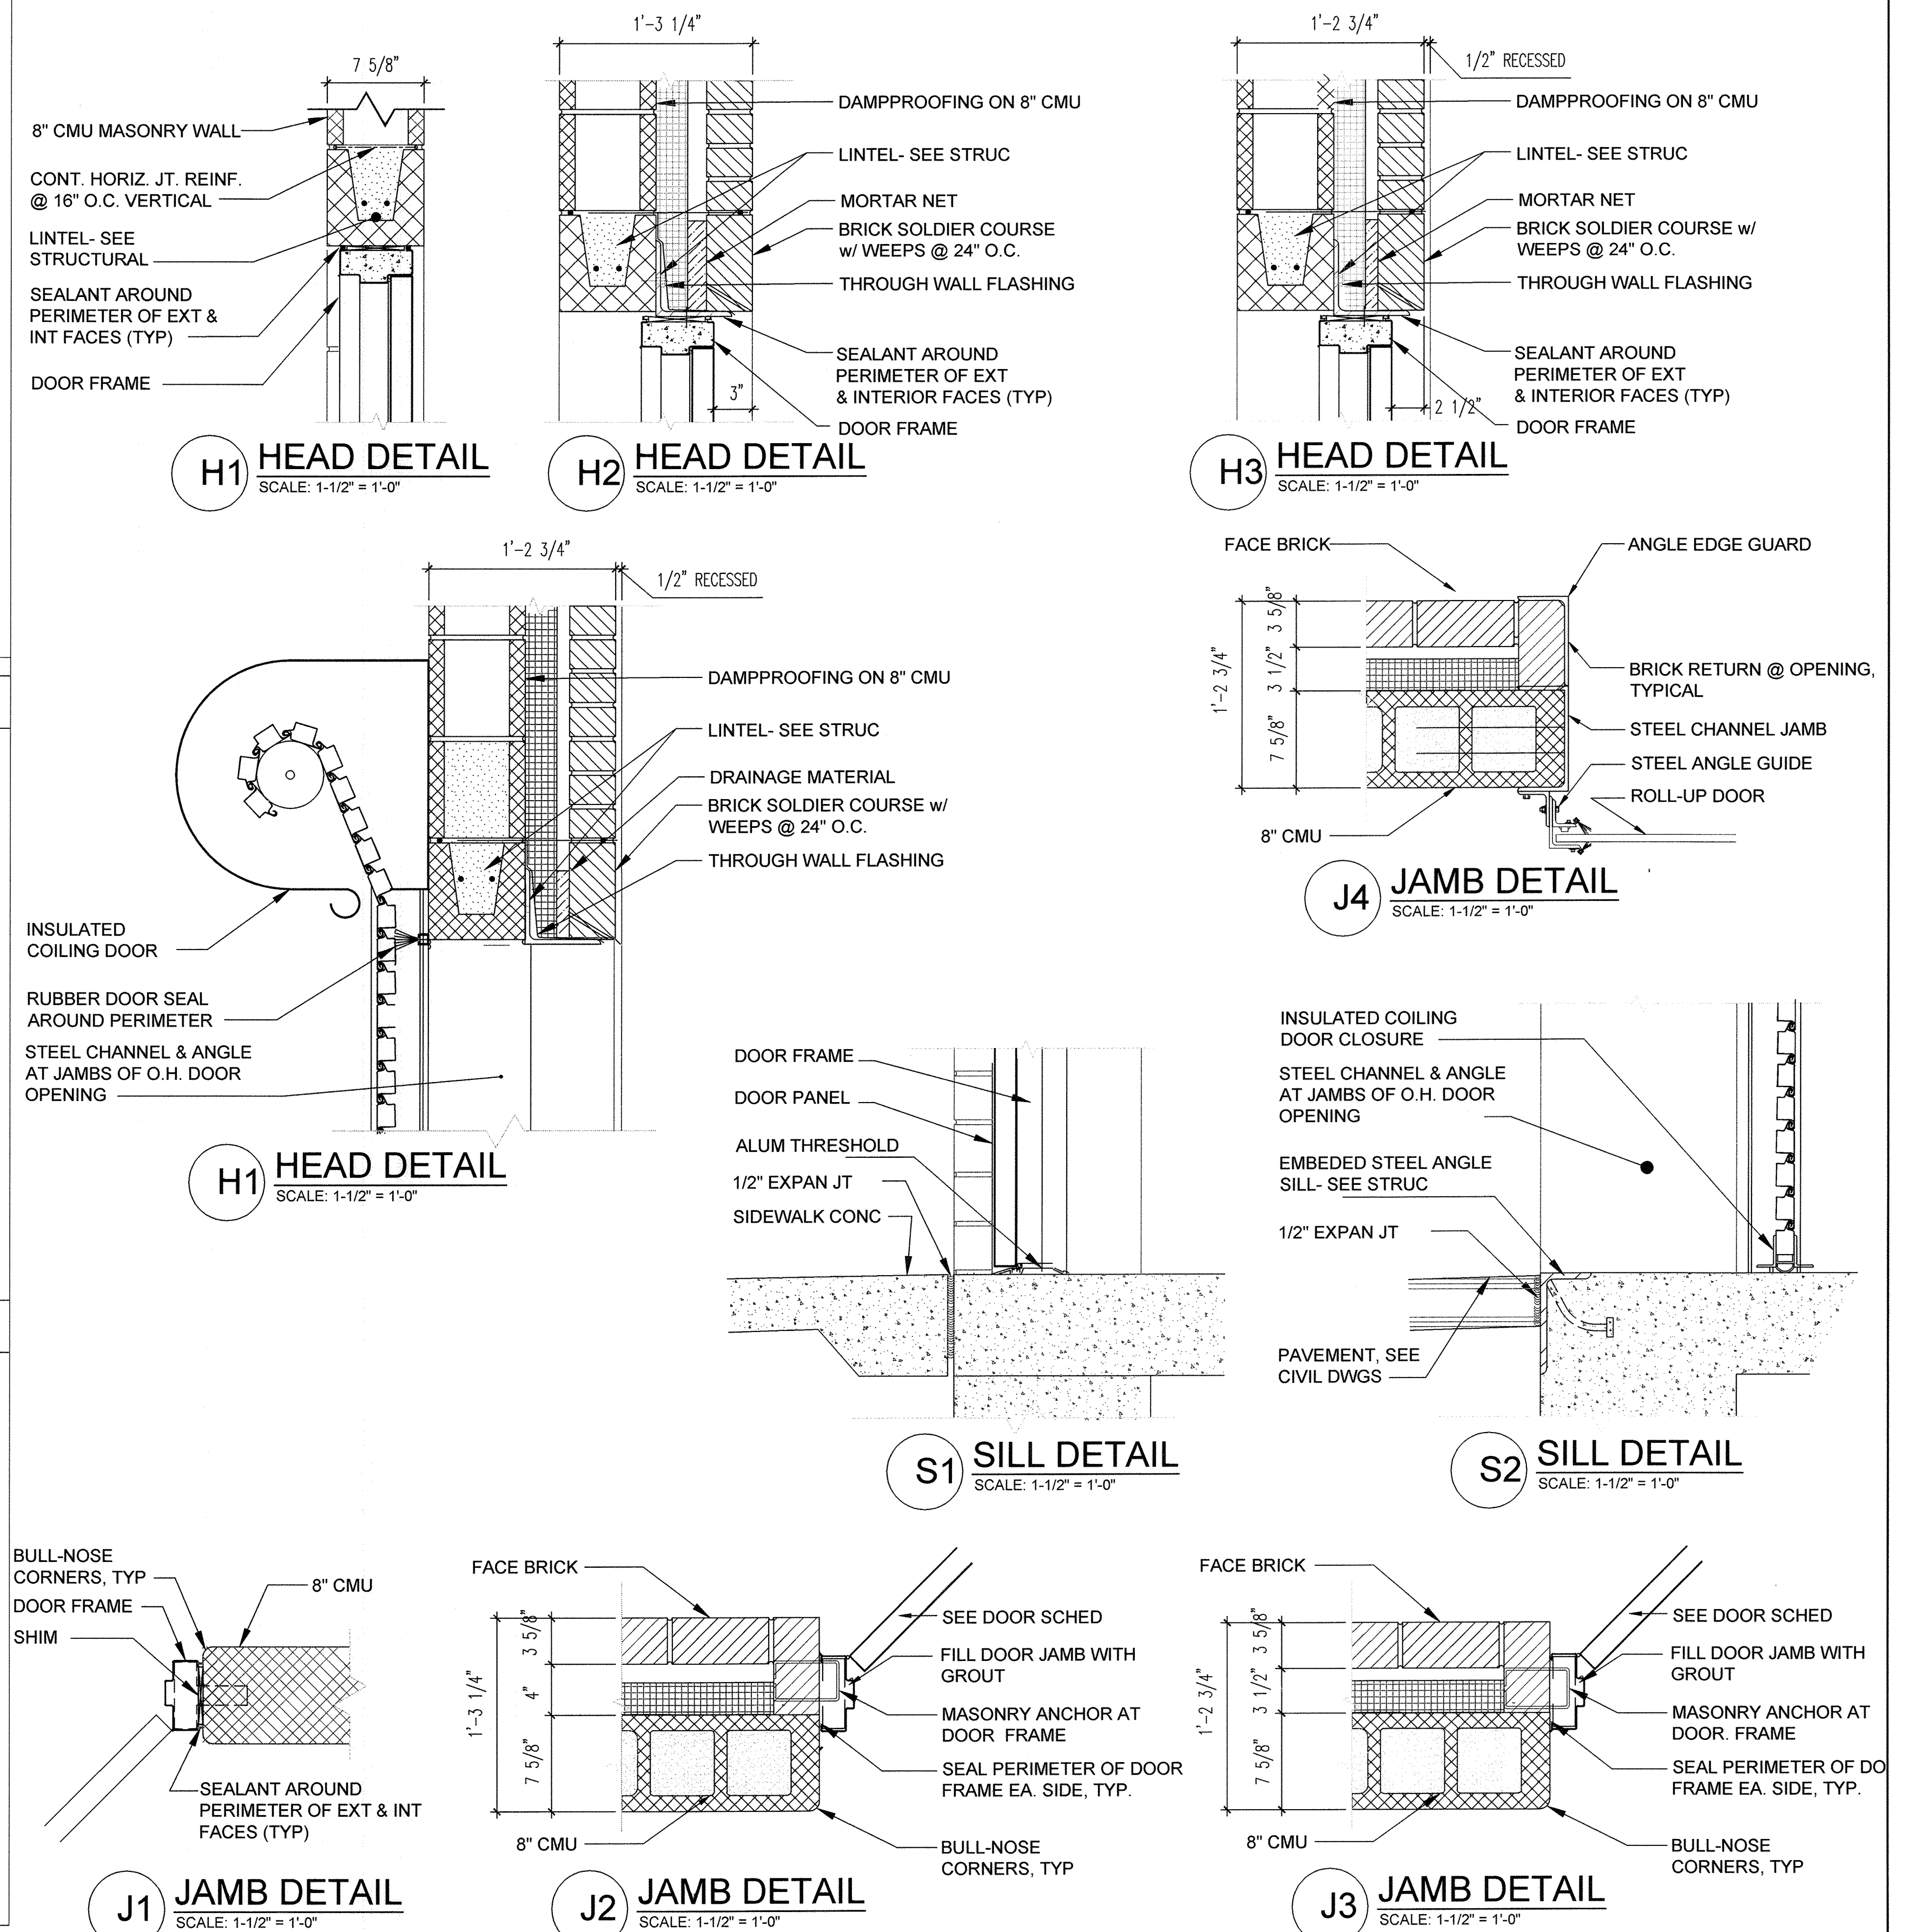 7 5/8"
8" CMU MASONRY WALL
CONT. HORIZ. JT. REINF.
@ 16" O.C. VERTICAL
LINTEL- SEE
STRUCTURAL
SEALANT AROUND
PERIMETER OF EXT &
INT FACES (TYP)
DOOR FRAME
H1 HEAD DETAIL
SCALE: 1-1/2" = 1'-0"
1'-3 1/4"
DAMPPROOFING ON 8" CMU
LINTEL- SEE STRUC
MORTAR NET
BRICK SOLDIER COURSE
w/ WEEPS @ 24" O.C.
THROUGH WALL FLASHING
SEALANT AROUND
PERIMETER OF EXT
& INTERIOR FACES (TYP)
3"
DOOR FRAME
H2 HEAD DETAIL
SCALE: 1-1/2" = 1'-0"
1'-2 3/4"
1/2" RECESSED
DAMPPROOFING ON 8" CMU
LINTEL- SEE STRUC
MORTAR NET
BRICK SOLDIER COURSE w/
WEEPS @ 24" O.C.
THROUGH WALL FLASHING
SEALANT AROUND
PERIMETER OF EXT
& INTERIOR FACES (TYP)
2 1/2"
DOOR FRAME
H3 HEAD DETAIL
SCALE: 1-1/2" = 1'-0"
1'-2 3/4"
1/2" RECESSED
DAMPPROOFING ON 8" CMU
LINTEL- SEE STRUC
DRAINAGE MATERIAL
BRICK SOLDIER COURSE w/
WEEPS @ 24" O.C.
THROUGH WALL FLASHING
INSULATED
COILING DOOR
RUBBER DOOR SEAL
AROUND PERIMETER
STEEL CHANNEL & ANGLE
AT JAMBS OF O.H. DOOR
OPENING
H1 HEAD DETAIL
SCALE: 1-1/2" = 1'-0"
FACE BRICK
ANGLE EDGE GUARD
3 5/8"
3 1/2"
7 5/8"
1'-2 3/4"
BRICK RETURN @ OPENING,
TYPICAL
STEEL CHANNEL JAMB
STEEL ANGLE GUIDE
ROLL-UP DOOR
8" CMU
J4 JAMB DETAIL
SCALE: 1-1/2" = 1'-0"
DOOR FRAME
DOOR PANEL
ALUM THRESHOLD
1/2" EXPAN JT
SIDEWALK CONC
S1 SILL DETAIL
SCALE: 1-1/2" = 1'-0"
INSULATED COILING
DOOR CLOSURE
STEEL CHANNEL & ANGLE
AT JAMBS OF O.H. DOOR
OPENING
EMBEDED STEEL ANGLE
SILL- SEE STRUC
1/2" EXPAN JT
PAVEMENT, SEE
CIVIL DWGS
S2 SILL DETAIL
SCALE: 1-1/2" = 1'-0"
BULL-NOSE
CORNERS, TYP
8" CMU
DOOR FRAME
SHIM
SEALANT AROUND
PERIMETER OF EXT & INT
FACES (TYP)
J1 JAMB DETAIL
SCALE: 1-1/2" = 1'-0"
FACE BRICK
3 5/8"
4"
7 5/8"
1'-3 1/4"
SEE DOOR SCHED
FILL DOOR JAMB WITH
GROUT
MASONRY ANCHOR AT
DOOR FRAME
SEAL PERIMETER OF DOOR
FRAME EA. SIDE, TYP.
8" CMU
BULL-NOSE
CORNERS, TYP
J2 JAMB DETAIL
SCALE: 1-1/2" = 1'-0"
FACE BRICK
3 5/8"
3 1/2"
7 5/8"
1'-2 3/4"
SEE DOOR SCHED
FILL DOOR JAMB WITH
GROUT
MASONRY ANCHOR AT
DOOR. FRAME
SEAL PERIMETER OF DO
FRAME EA. SIDE, TYP.
8" CMU
BULL-NOSE
CORNERS, TYP
J3 JAMB DETAIL
SCALE: 1-1/2" = 1'-0"